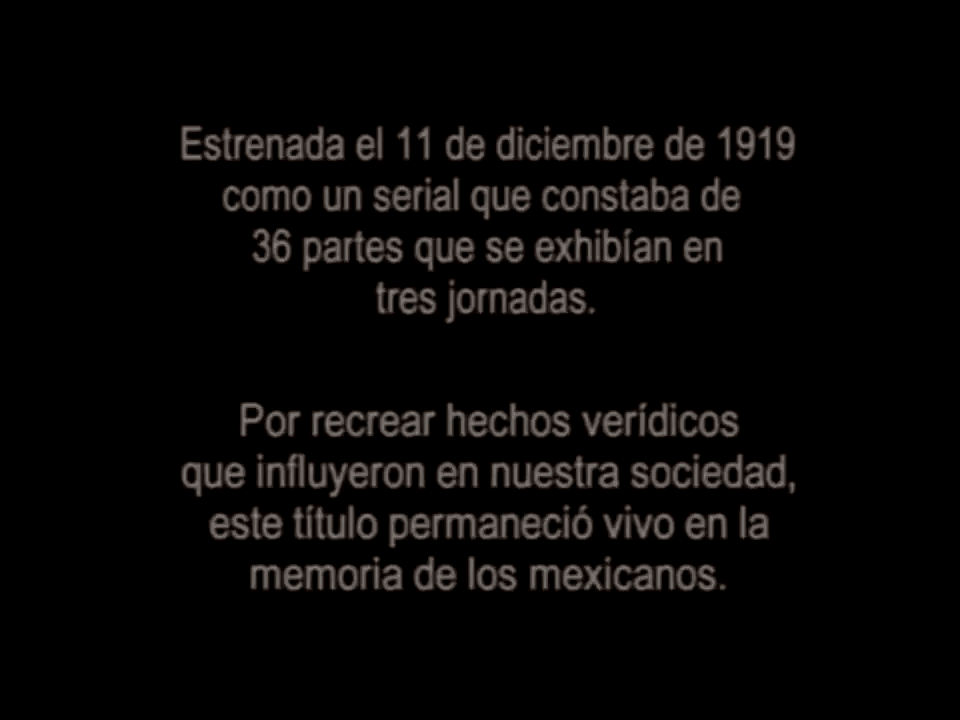 Estrenada el 11 de diciembre de 1919
como un serial que constaba de
36 partes que se exhibían en
tres jornadas.
Por recrear hechos verídicos
que influyeron en nuestra sociedad,
este título permaneció vivo en la
memoria de los mexicanos.